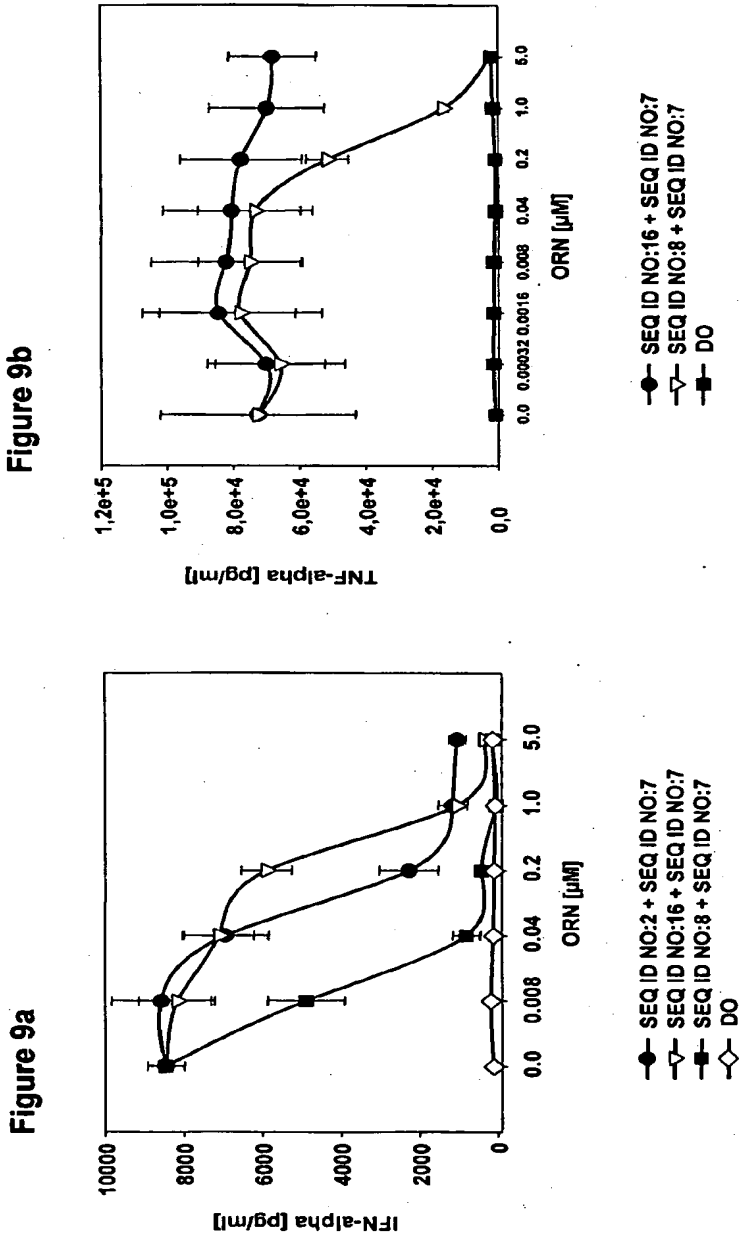 Figure 9a
IFN-alpha [pg/ml]
10000
8000
6000
4000
2000
0
0.0 0.008 0.04 0.2 1.0 5.0
ORN [µM]
SEQ ID NO:2 + SEQ ID NO:7
SEQ ID NO:16 + SEQ ID NO:7
SEQ ID NO:8 + SEQ ID NO:7
DO
Figure 9b
TNF-alpha [pg/ml]
1,2e+5
1,0e+5
8,0e+4
6,0e+4
4,0e+4
2,0e+4
0,0
0.0 0.00032 0.0016 0.008 0.04 0.2 1.0 5.0
ORN [µM]
SEQ ID NO:16 + SEQ ID NO:7
SEQ ID NO:8 + SEQ ID NO:7
DO